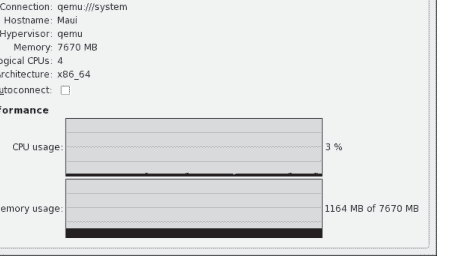 Connection: qemu:///system
Hostname: Maui
Hypervisor: qemu
Memory: 7670 MB
ogical CPUs: 4
rchitecture: x86_64
utoconnect:
formance
CPU usage: 3 %
emory usage: 1164 MB of 7670 MB